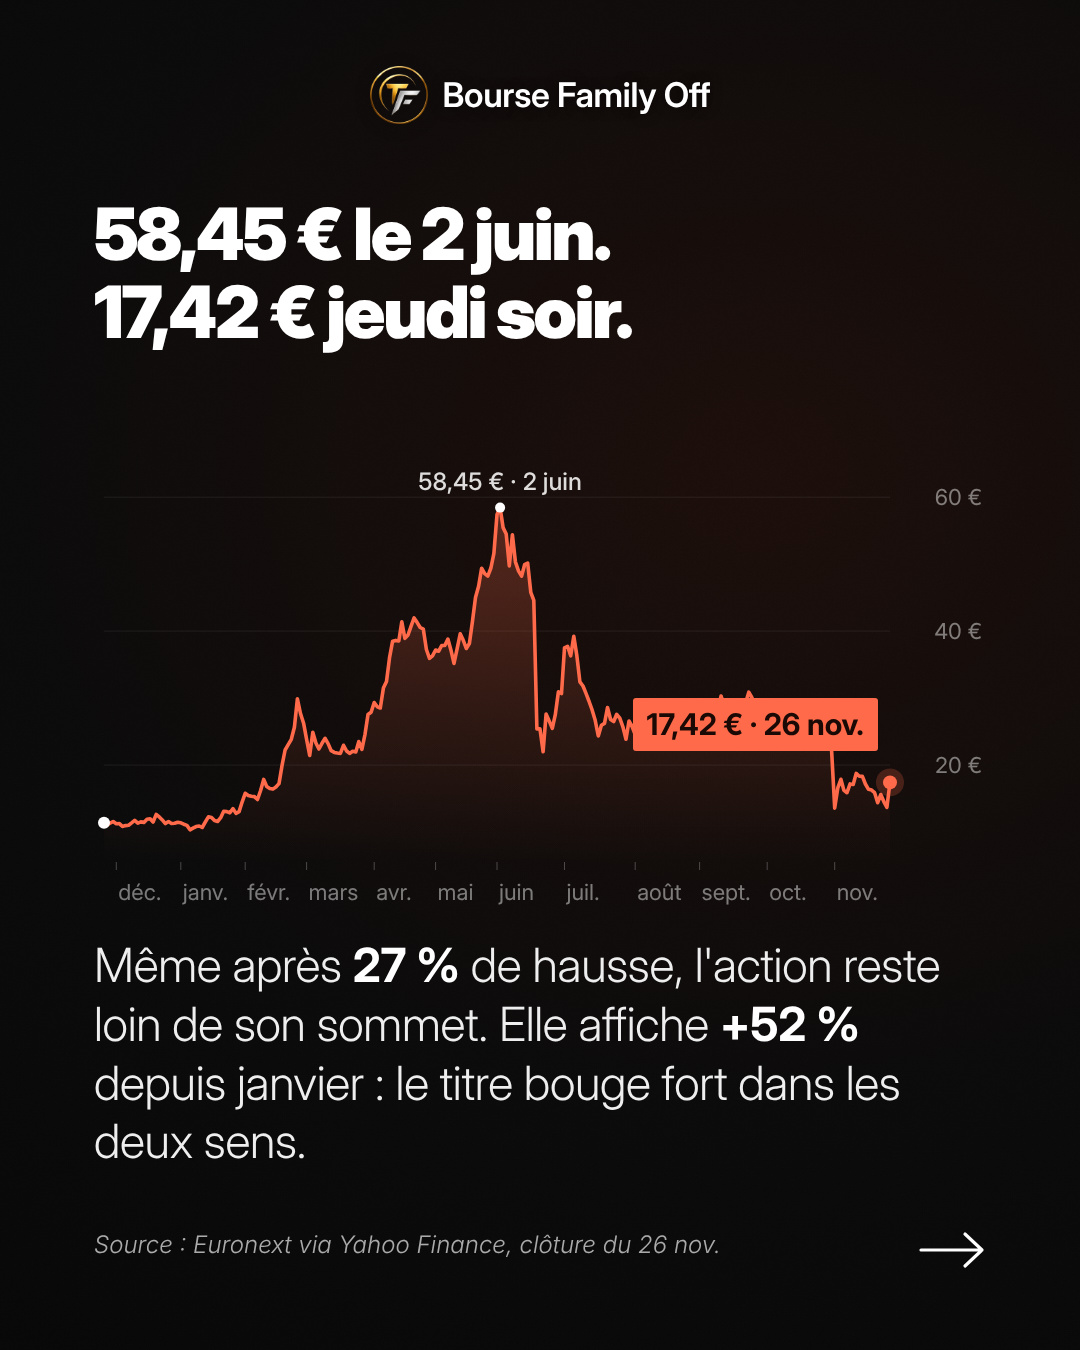 TF Bourse Family Off
58,45 € le 2 juin.
17,42 € jeudi soir.
58,45 € · 2 juin
60 €
40 €
17,42 € · 26 nov.
20 €
déc. janv. févr. mars avr. mai juin juil. août sept. oct. nov.
Même après 27 % de hausse, l'action reste
loin de son sommet. Elle affiche +52 %
depuis janvier : le titre bouge fort dans les
deux sens.
Source : Euronext via Yahoo Finance, clôture du 26 nov.